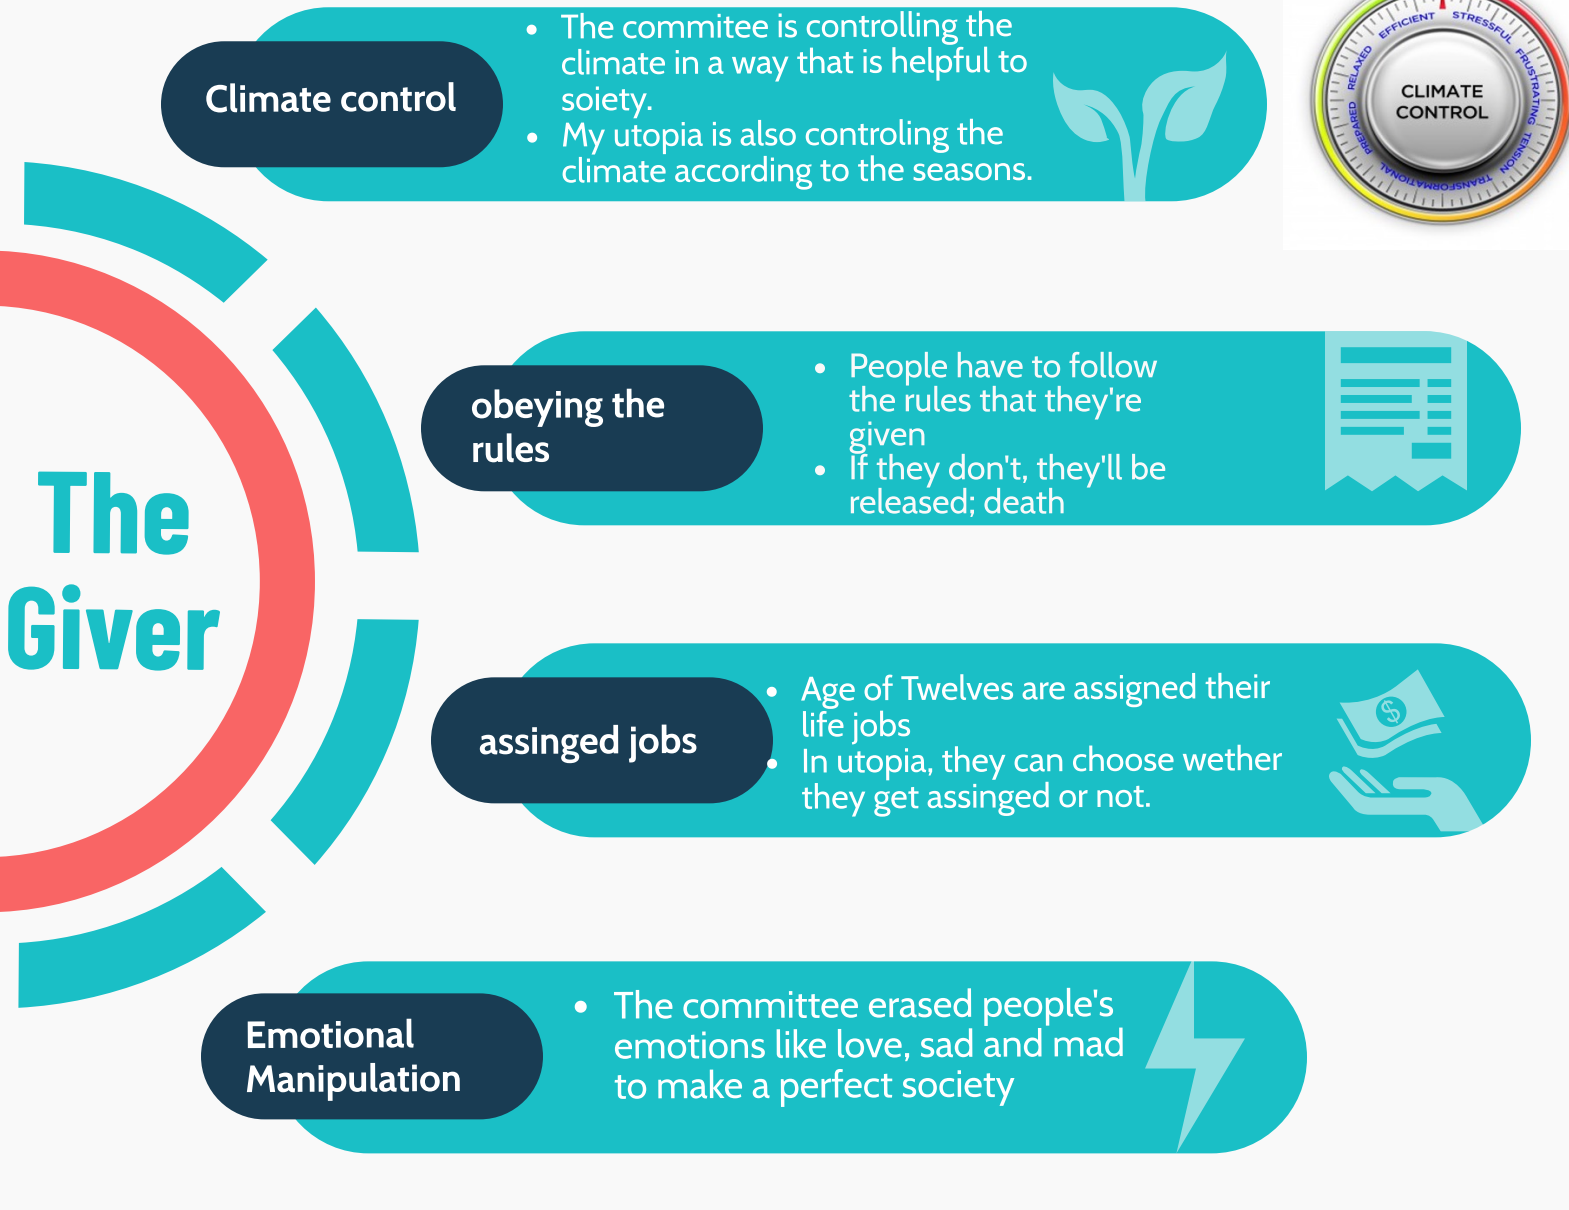 The commitee is controlling the
climate in a way that is helpful to
soiety.
My utopia is also controling the
climate according to the seasons.
Climate control
EFFICIENT
STRESSFUL
FRUSTRATING
TENSION
TRANSFORMATIONAL
PREPARED
RELAXED
CLIMATE
CONTROL
obeying the
rules
People have to follow
the rules that they're
given
If they don't, they'll be
released; death
The
Giver
assinged jobs
Age of Twelves are assigned their
life jobs
In utopia, they can choose wether
they get assinged or not.
$
Emotional
Manipulation
The committee erased people's
emotions like love, sad and mad
to make a perfect society